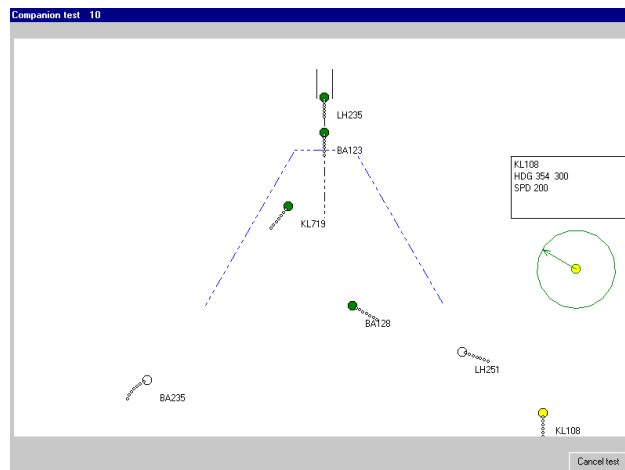 Companion test 10
LH235
BA123
KL108
HDG 354 300
SPD 200
KL719
BA128
LH251
BA235
KL108
Cancel test